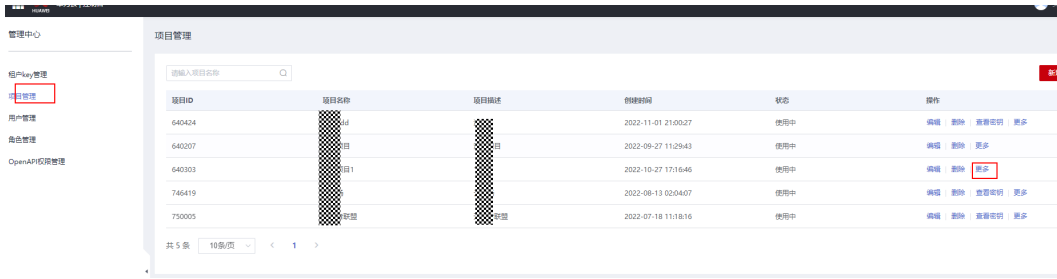 HUAWEI
管理中心
项目管理
租户key管理
项目管理
用户管理
角色管理
OpenAPI权限管理
请输入项目名称
项目ID 项目名称 项目描述 创建时间 状态 操作
640424 dd 2022-11-01 21:00:27 使用中 编辑 删除 查看密钥 更多
640207 项目 目 2022-09-27 11:29:43 使用中 编辑 删除 更多
640303 项目1 2022-10-27 17:16:46 使用中 编辑 删除 更多
746419 2022-08-13 02:04:07 使用中 编辑 删除 查看密钥 更多
750005 联盟 联盟 2022-07-18 11:18:16 使用中 编辑 删除 查看密钥 更多
共 5 条 10条/页 < 1 >